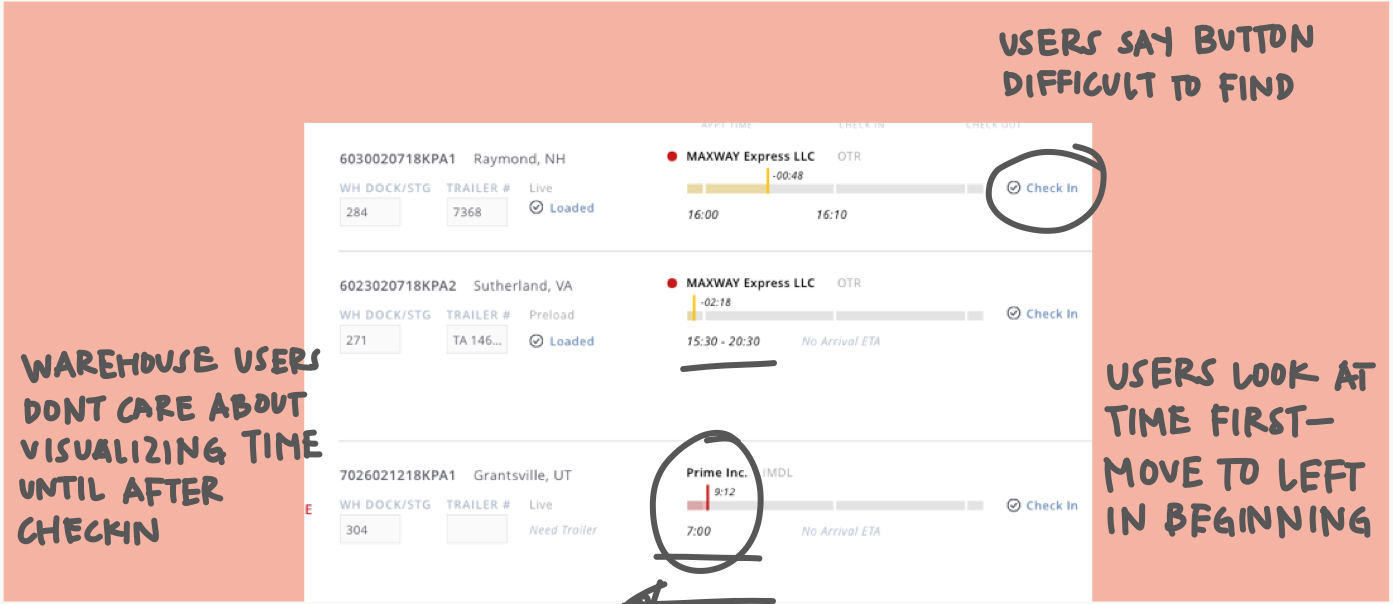 USERS SAY BUTTON
DIFFICULT TO FIND
APPT TIME CHECK IN CHECK OUT
6030020718KPA1 Raymond, NH MAXWAY Express LLC OTR
-00:48
WH DOCK/STG TRAILER # Live Check In
284 7368 Loaded
16:00 16:10
6023020718KPA2 Sutherland, VA MAXWAY Express LLC OTR
-02:18
WH DOCK/STG TRAILER # Preload Check In
271 TA 146... Loaded 15:30 - 20:30 No Arrival ETA
WAREHOUSE USERS
DONT CARE ABOUT
VISUALIZING TIME
UNTIL AFTER
CHECKIN
USERS LOOK AT
TIME FIRST—
MOVE TO LEFT
IN BEGINNING
7026021218KPA1 Grantsville, UT Prime Inc. IMDL
9:12
E WH DOCK/STG TRAILER # Live Check In
304 Need Trailer 7:00 No Arrival ETA